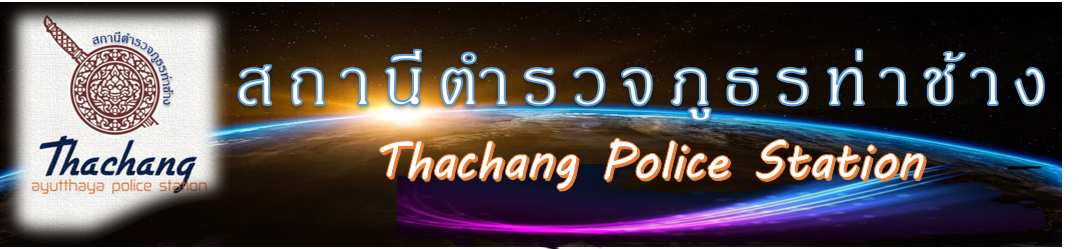 สถานีตำรวจภูธรท่าช้าง
Thachang
ayutthaya police station
สถานีตำรวจภูธรท่าช้าง
Thachang Police Station